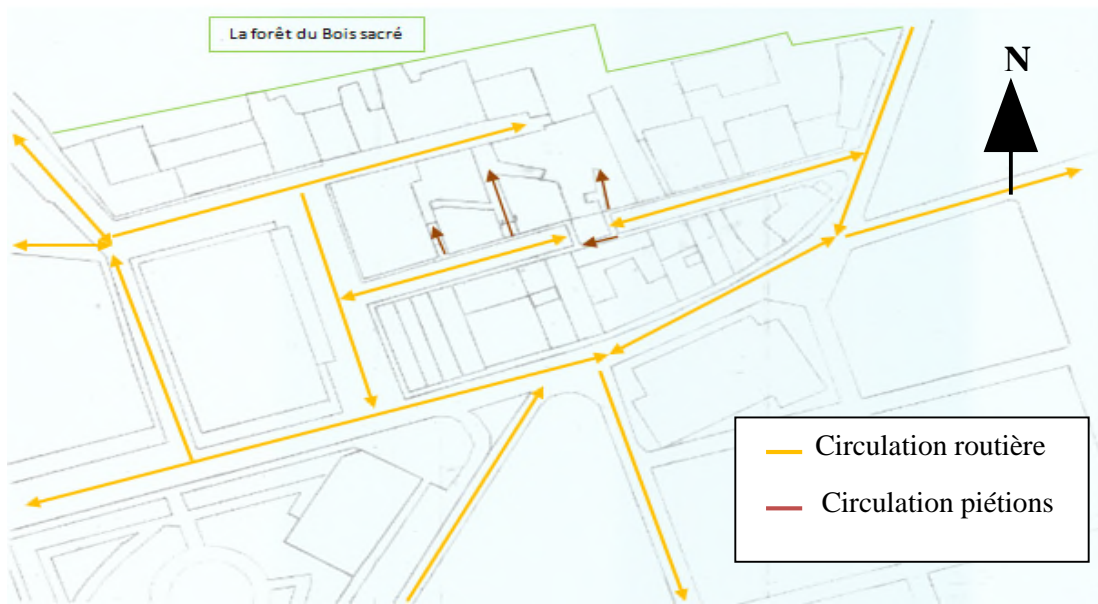 La forêt du Bois sacré
N
Circulation routière
Circulation piétions